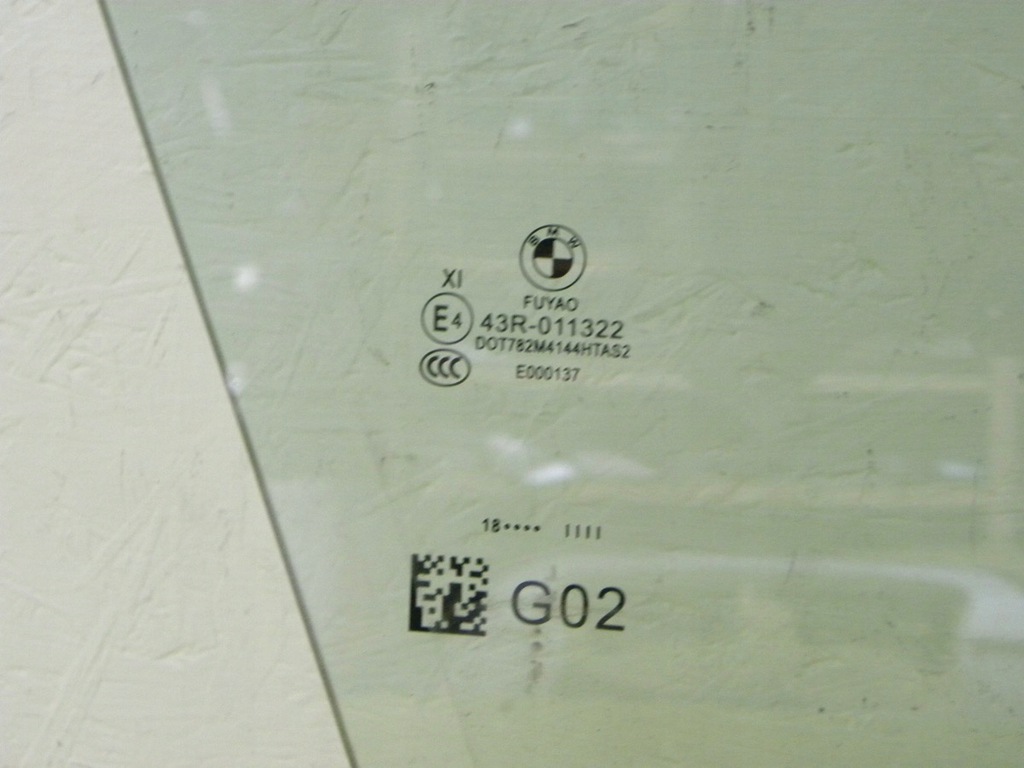 BMW
FUYAO
XI
E4 43R-011322
DOT782M4144HTAS2
CCC E000137
18•••• IIII
G02